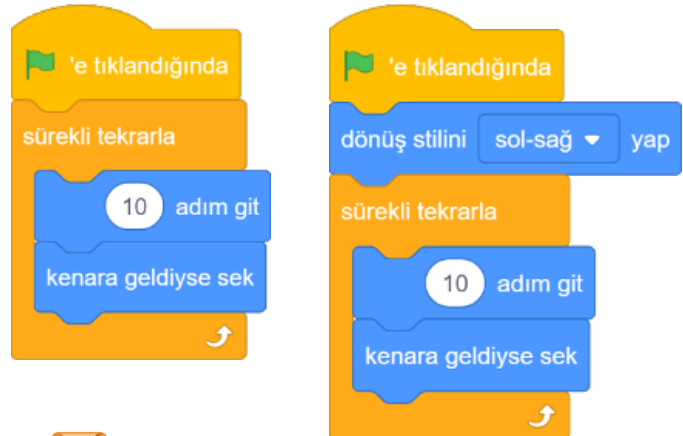 'e tıklandığında
sürekli tekrarla
10 adım git
kenara geldiyse sek
'e tıklandığında
dönüş stilini sol-sağ yap
sürekli tekrarla
10 adım git
kenara geldiyse sek